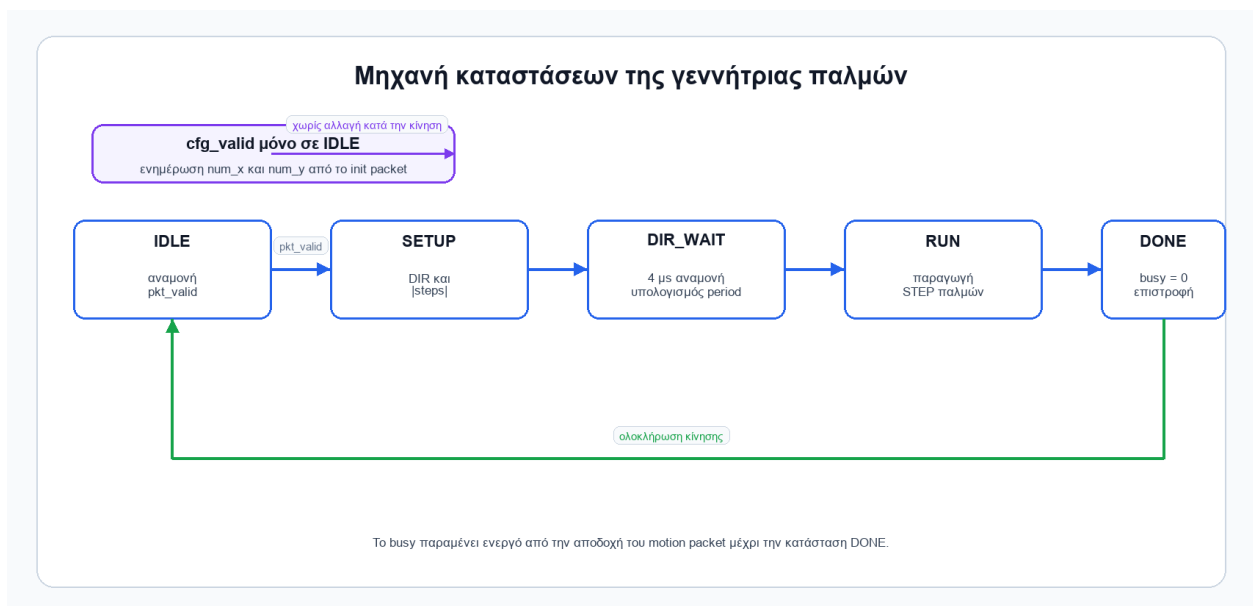 Μηχανή καταστάσεων της γεννήτριας παλμών
χωρίς αλλαγή κατά την κίνηση
cfg_valid μόνο σε IDLE
ενημέρωση num_x και num_y από το init packet
IDLE
αναμονή
pkt_valid
pkt_valid
SETUP
DIR και
|steps|
DIR_WAIT
4 μs αναμονή
υπολογισμός period
RUN
παραγωγή
STEP παλμών
DONE
busy = 0
επιστροφή
ολοκλήρωση κίνησης
Το busy παραμένει ενεργό από την αποδοχή του motion packet μέχρι την κατάσταση DONE.